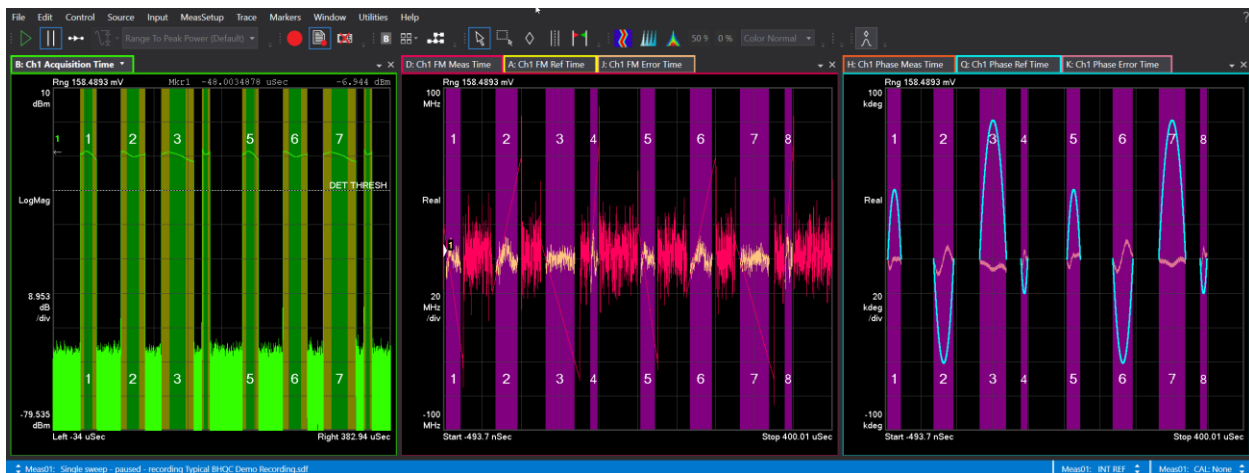 File Edit Control Source Input MeasSetup Trace Markers Window Utilities Help
Range To Peak Power (Default) B 50 % 0 % Color Normal
B: Ch1 Acquisition Time
D: Ch1 FM Meas Time A: Ch1 FM Ref Time J: Ch1 FM Error Time
H: Ch1 Phase Meas Time Q: Ch1 Phase Ref Time K: Ch1 Phase Error Time
Rng 158.4893 mV Mkr1 -48.0034878 uSec -6.944 dBm
10
dBm
1
1 2 3 5 6 7
DET THRESH
LogMag
8.953
dB
/div
1 2 3 5 6 7
-79.535
dBm
Left -34 uSec Right 382.94 uSec
Rng 158.4893 mV
100
MHz
1 2 3 4 5 6 7 8
Real
1
20
MHz
/div
1 2 3 4 5 6 7 8
-100
MHz
Start -493.7 nSec Stop 400.01 uSec
Rng 158.4893 mV
100
kdeg
1 2 3 4 5 6 7 8
Real
20
kdeg
/div
1 2 3 4 5 6 7 8
-100
kdeg
Start -493.7 nSec Stop 400.01 uSec
Meas01: Single sweep - paused - recording Typical BHQC Demo Recording.sdf Meas01: INT REF Meas01: CAL: None